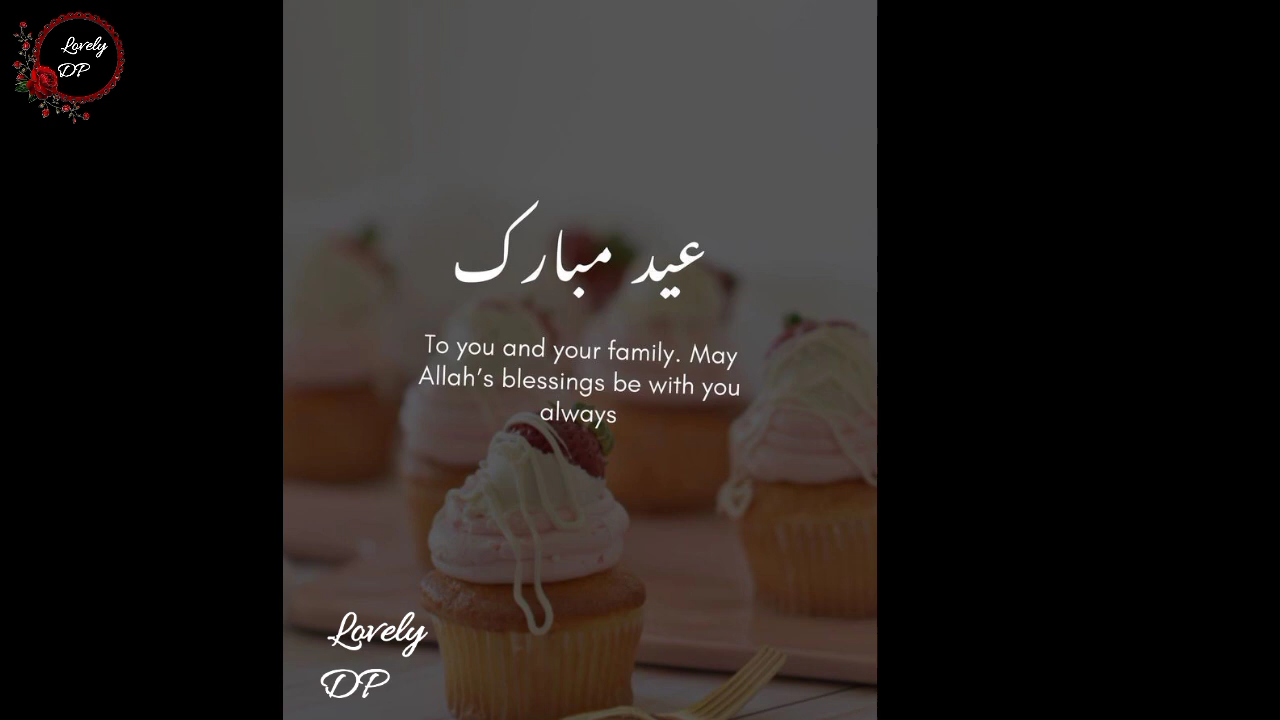 Lovely
DP
عید مبارک
To you and your family. May
Allah's blessings be with you
always
Lovely
DP